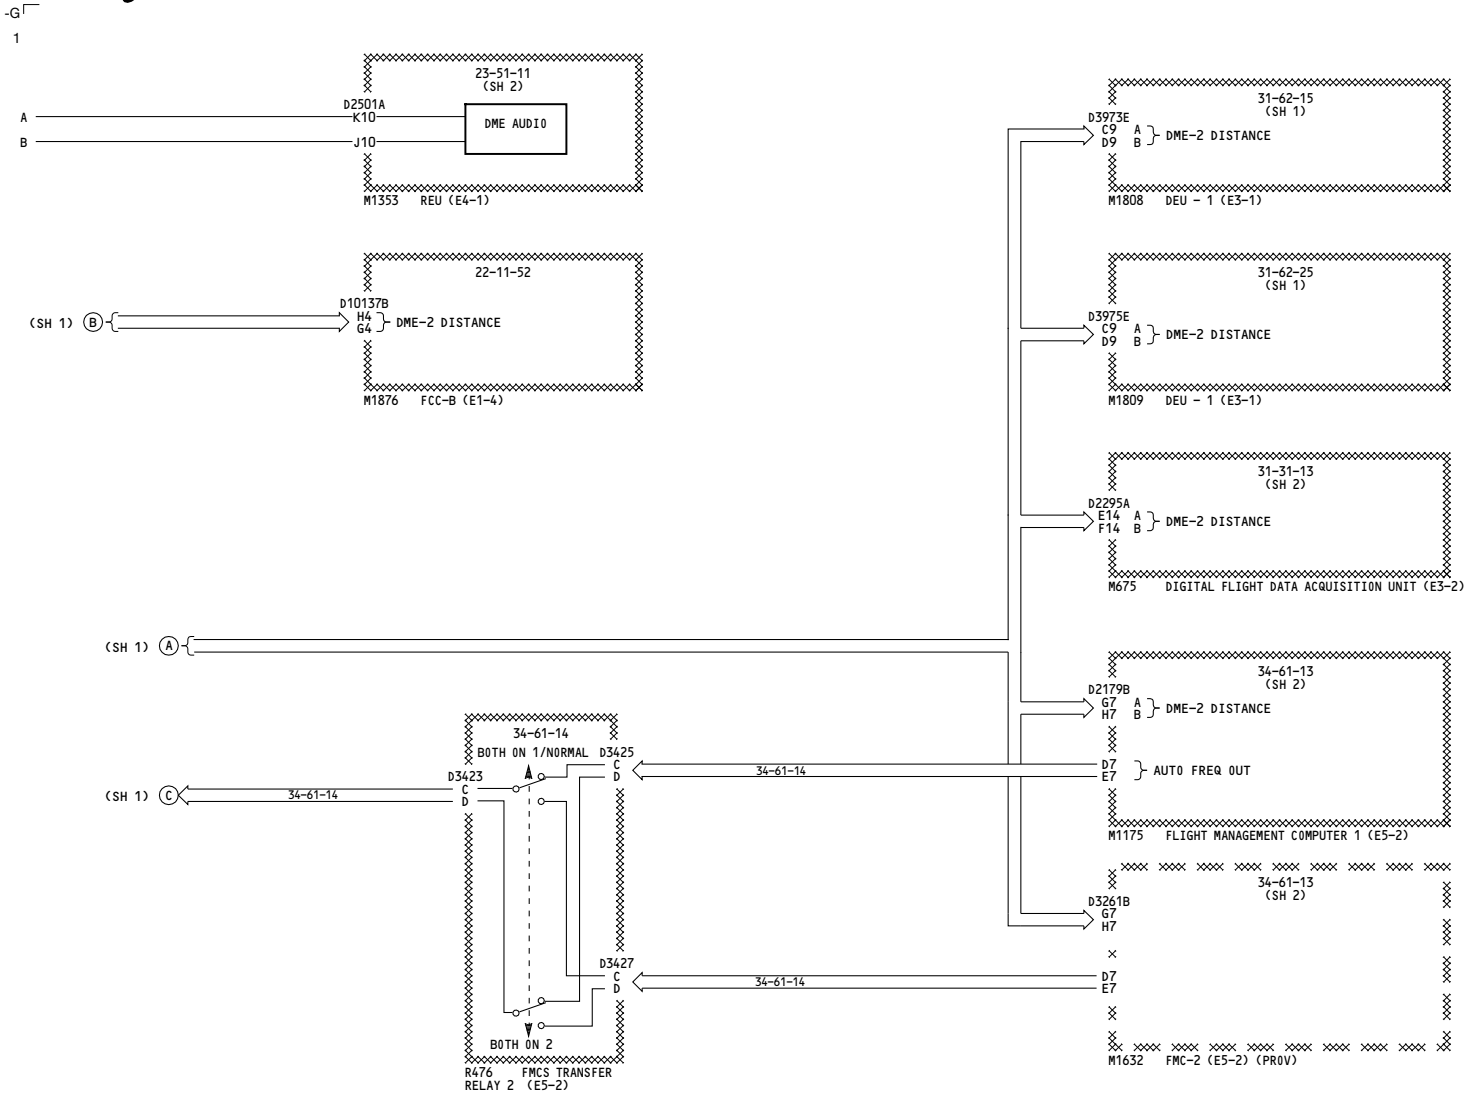 -G
1
23-51-11
(SH 2)
D2501A
A
K10
DME AUDIO
B
J10
M1353 REU (E4-1)
31-62-15
(SH 1)
D3973E
C9 A
D9 B
DME-2 DISTANCE
M1808 DEU - 1 (E3-1)
22-11-52
D10137B
(SH 1) B
H4
G4
DME-2 DISTANCE
M1876 FCC-B (E1-4)
31-62-25
(SH 1)
D3975E
C9 A
D9 B
DME-2 DISTANCE
M1809 DEU - 1 (E3-1)
31-31-13
(SH 2)
D2295A
E14 A
F14 B
DME-2 DISTANCE
M675 DIGITAL FLIGHT DATA ACQUISITION UNIT (E3-2)
(SH 1) A
34-61-13
(SH 2)
D2179B
G7 A
H7 B
DME-2 DISTANCE
D7
E7
AUTO FREQ OUT
M1175 FLIGHT MANAGEMENT COMPUTER 1 (E5-2)
34-61-14
BOTH ON 1/NORMAL
D3425
C
D
34-61-14
D3423
C
D
(SH 1) C
34-61-14
34-61-13
(SH 2)
D3261B
G7
H7
D7
E7
M1632 FMC-2 (E5-2) (PROV)
D3427
C
D
34-61-14
BOTH ON 2
R476 FMCS TRANSFER
RELAY 2 (E5-2)